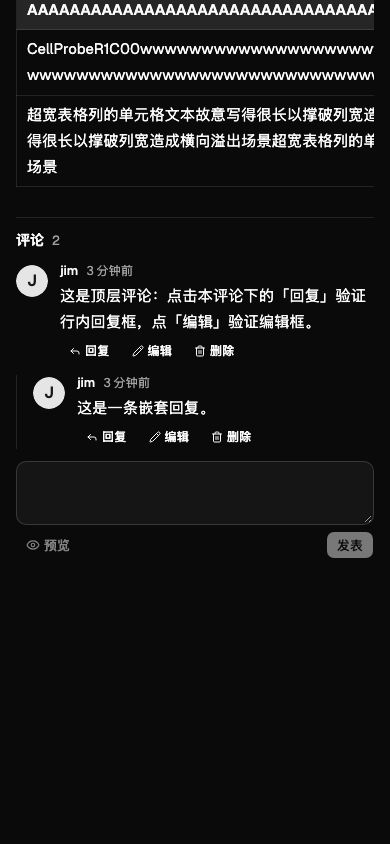 AAAAAAAAAAAAAAAAAAAAAAAAAAAAAAAAA
CellProbeR1C00wwwwwwwwwwwwwwwwwww
wwwwwwwwwwwwwwwwwwwwwwwwwwww
超宽表格列的单元格文本故意写得很长以撑破列宽造
得很长以撑破列宽造成横向溢出场景超宽表格列的单
场景
评论 2
J jim 3 分钟前
这是顶层评论：点击本评论下的「回复」验证
行内回复框，点「编辑」验证编辑框。
回复 编辑 删除
J jim 3 分钟前
这是一条嵌套回复。
回复 编辑 删除
预览 发表